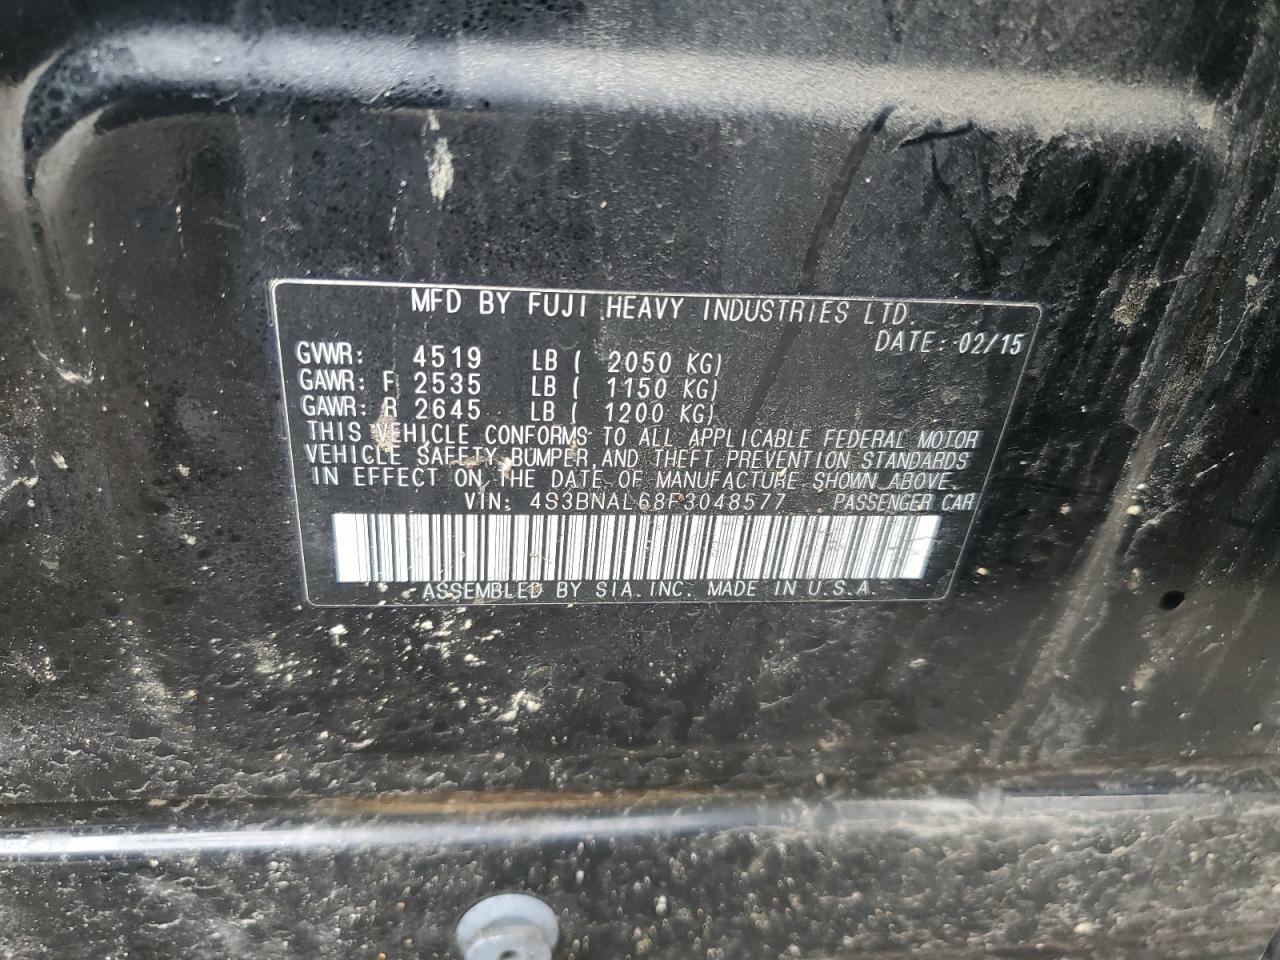 MFD BY FUJI HEAVY INDUSTRIES LTD.
DATE: 02/15
GVWR: 4519 LB ( 2050 KG)
GAWR: F 2535 LB ( 1150 KG)
GAWR: R 2645 LB ( 1200 KG)
THIS VEHICLE CONFORMS TO ALL APPLICABLE FEDERAL MOTOR
VEHICLE SAFETY, BUMPER, AND THEFT PREVENTION STANDARDS
IN EFFECT ON THE DATE OF MANUFACTURE SHOWN ABOVE.
VIN: 4S3BNAL68F3048577 PASSENGER CAR
ASSEMBLED BY SIA. INC. MADE IN U.S.A.